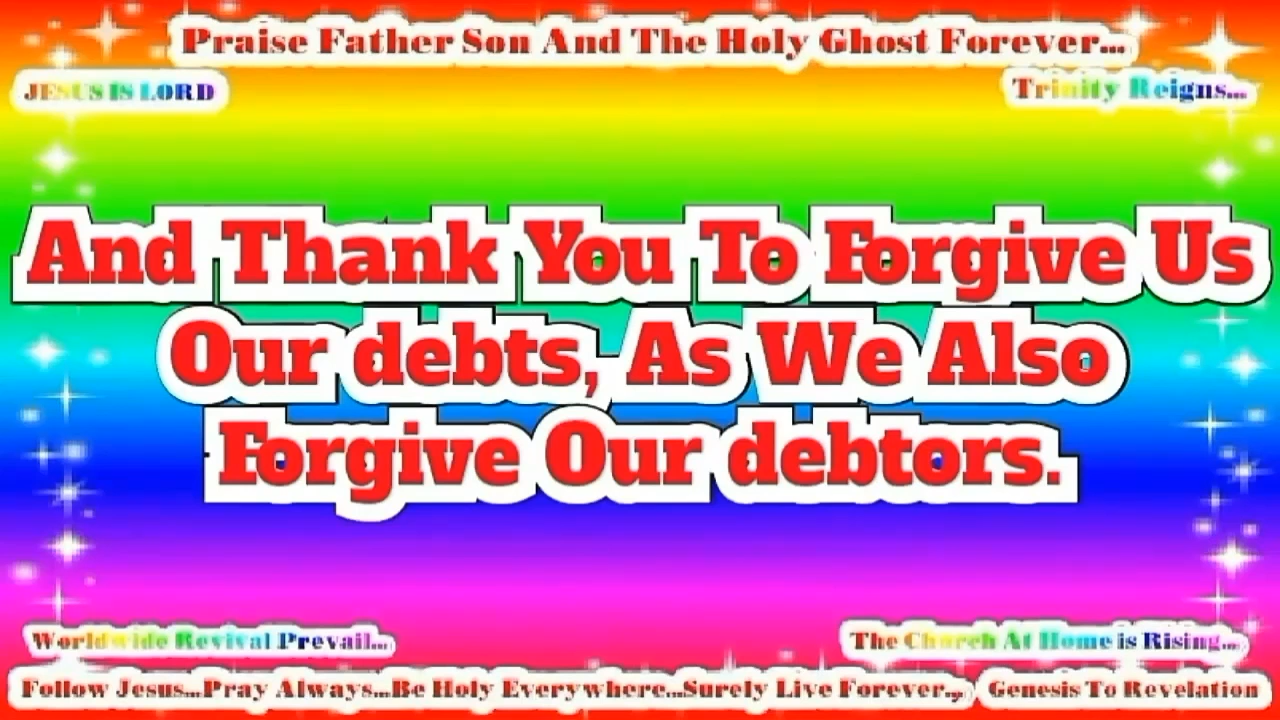 Praise Father Son And The Holy Ghost Forever...
JESUS IS LORD
Trinity Reigns...
And Thank You To Forgive Us
Our debts, As We Also
Forgive Our debtors.
Worldwide Revival Prevail...
The Church At Home is Rising...
Follow Jesus...Pray Always...Be Holy Everywhere...Surely Live Forever...,
Genesis To Revelation